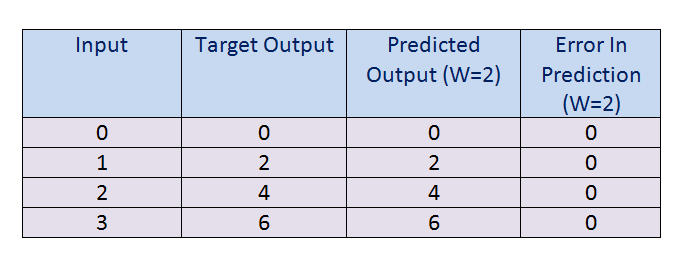 Input Target Output Predicted Output (W=2) Error In Prediction (W=2)
0 0 0 0
1 2 2 0
2 4 4 0
3 6 6 0